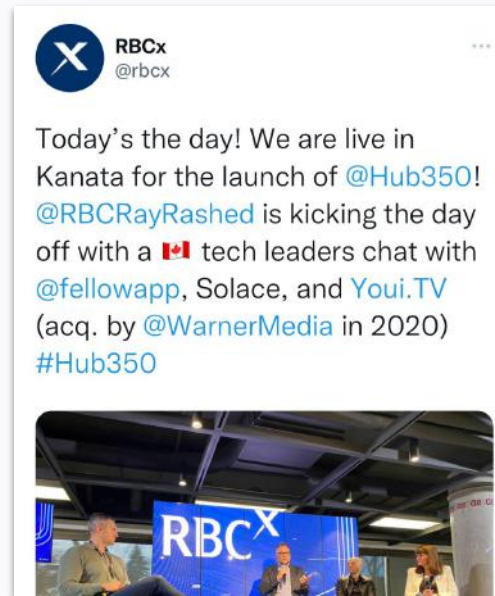 RBCx
@rbcx
Today’s the day! We are live in
Kanata for the launch of @Hub350!
@RBCRayRashed is kicking the day
off with a 🇨🇦 tech leaders chat with
@fellowapp, Solace, and Youi.TV
(acq. by @WarnerMedia in 2020)
#Hub350
RBCX